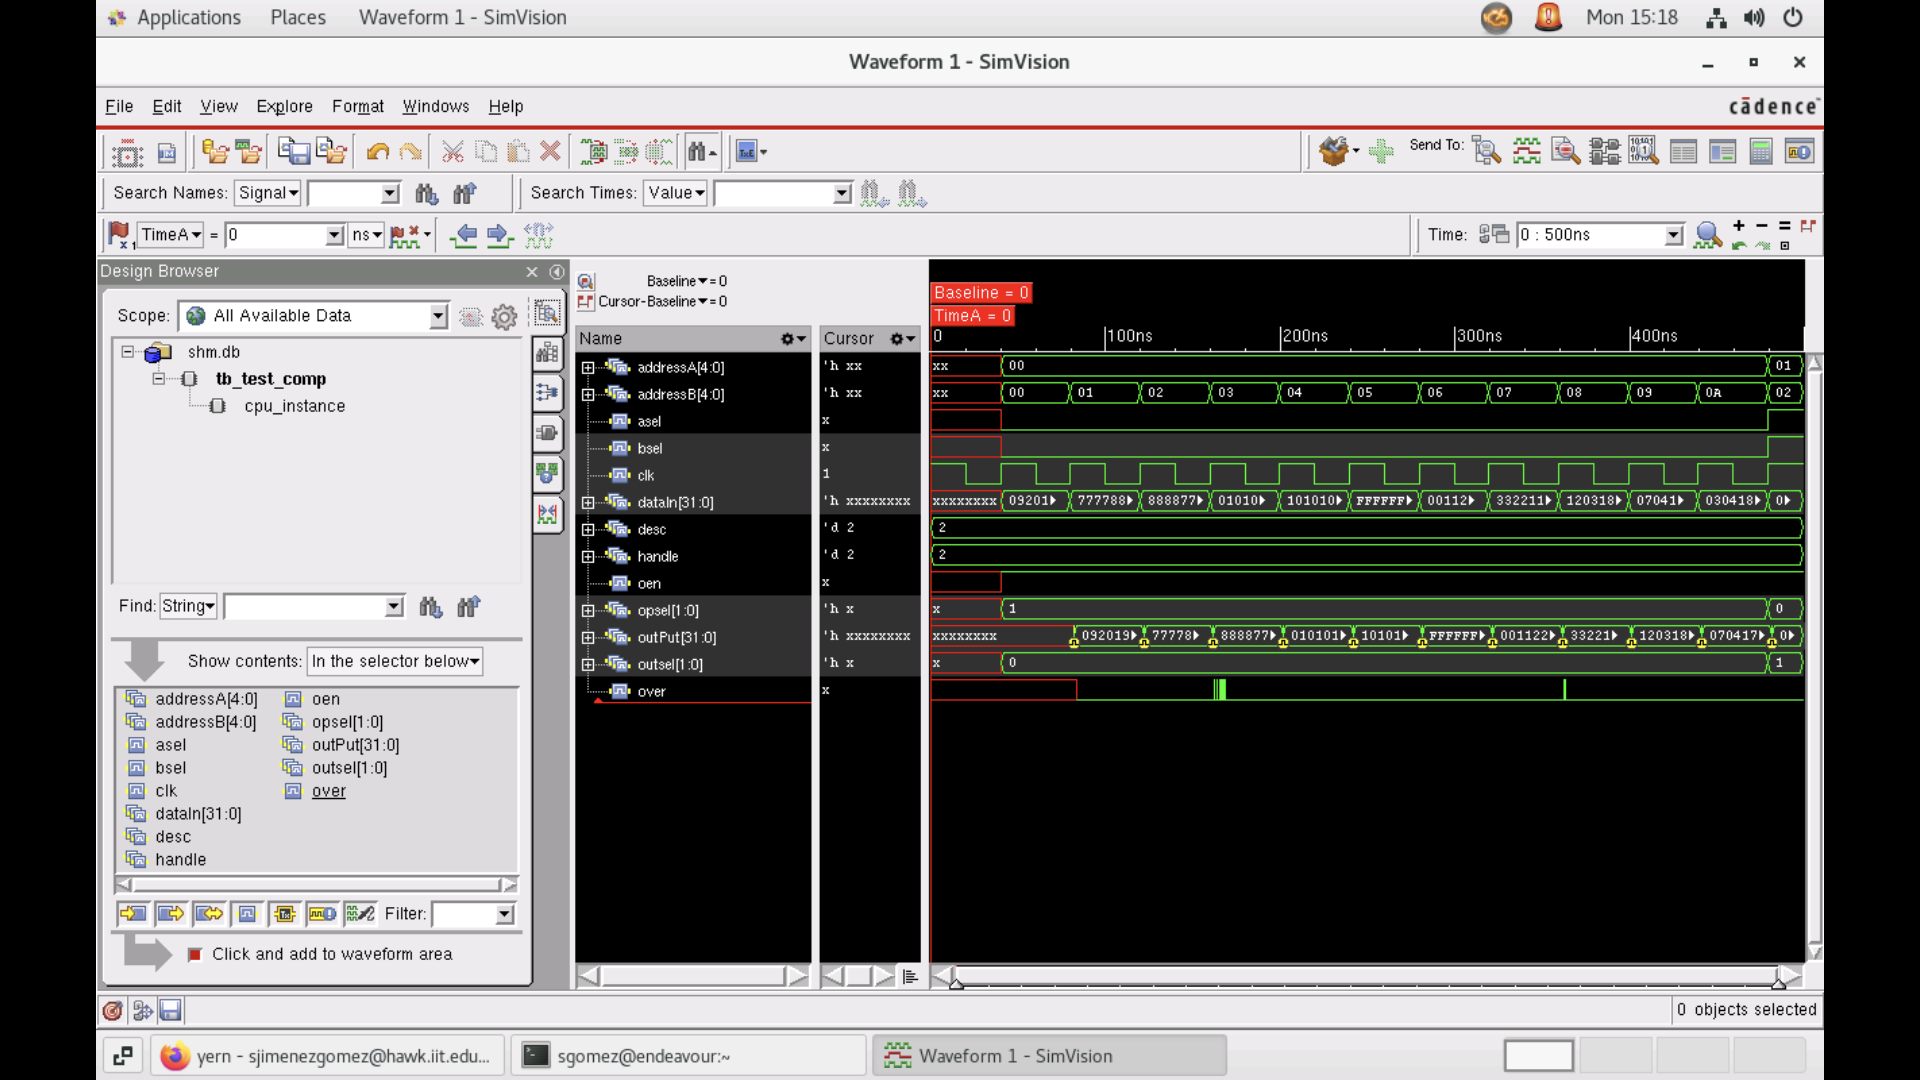 Applications Places Waveform 1 - SimVision Mon 15:18
Waveform 1 - SimVision
File Edit View Explore Format Windows Help cādence
Send To:
Search Names: Signal Search Times: Value
TimeA = 0 ns Time: 0 : 500ns
Design Browser
Scope: All Available Data
shm.db
tb_test_comp
cpu_instance
Find: String
Show contents: In the selector below
addressA[4:0] oen
addressB[4:0] opsel[1:0]
asel outPut[31:0]
bsel outsel[1:0]
clk over
dataIn[31:0]
desc
handle
Filter:
Click and add to waveform area
Baseline = 0
Cursor-Baseline = 0
Baseline = 0
TimeA = 0
Name Cursor 0 100ns 200ns 300ns 400ns
addressA[4:0] 'h xx xx 00 01
addressB[4:0] 'h xx xx 00 01 02 03 04 05 06 07 08 09 0A 02
asel x
bsel x
clk 1
dataIn[31:0] 'h xxxxxxxx xxxxxxxx 09201 777788 888877 01010 101010 FFFFFF 00112 332211 120318 07041 030418 0
desc 'd 2 2
handle 'd 2 2
oen x
opsel[1:0] 'h x x 1 0
outPut[31:0] 'h xxxxxxxx xxxxxxxx 092019 77778 888877 010101 10101 FFFFFF 001122 33221 120318 070417 0
outsel[1:0] 'h x x 0 1
over x
0 objects selected
yern - sjimenezgomez@hawk.iit.edu... sgomez@endeavour:~ Waveform 1 - SimVision